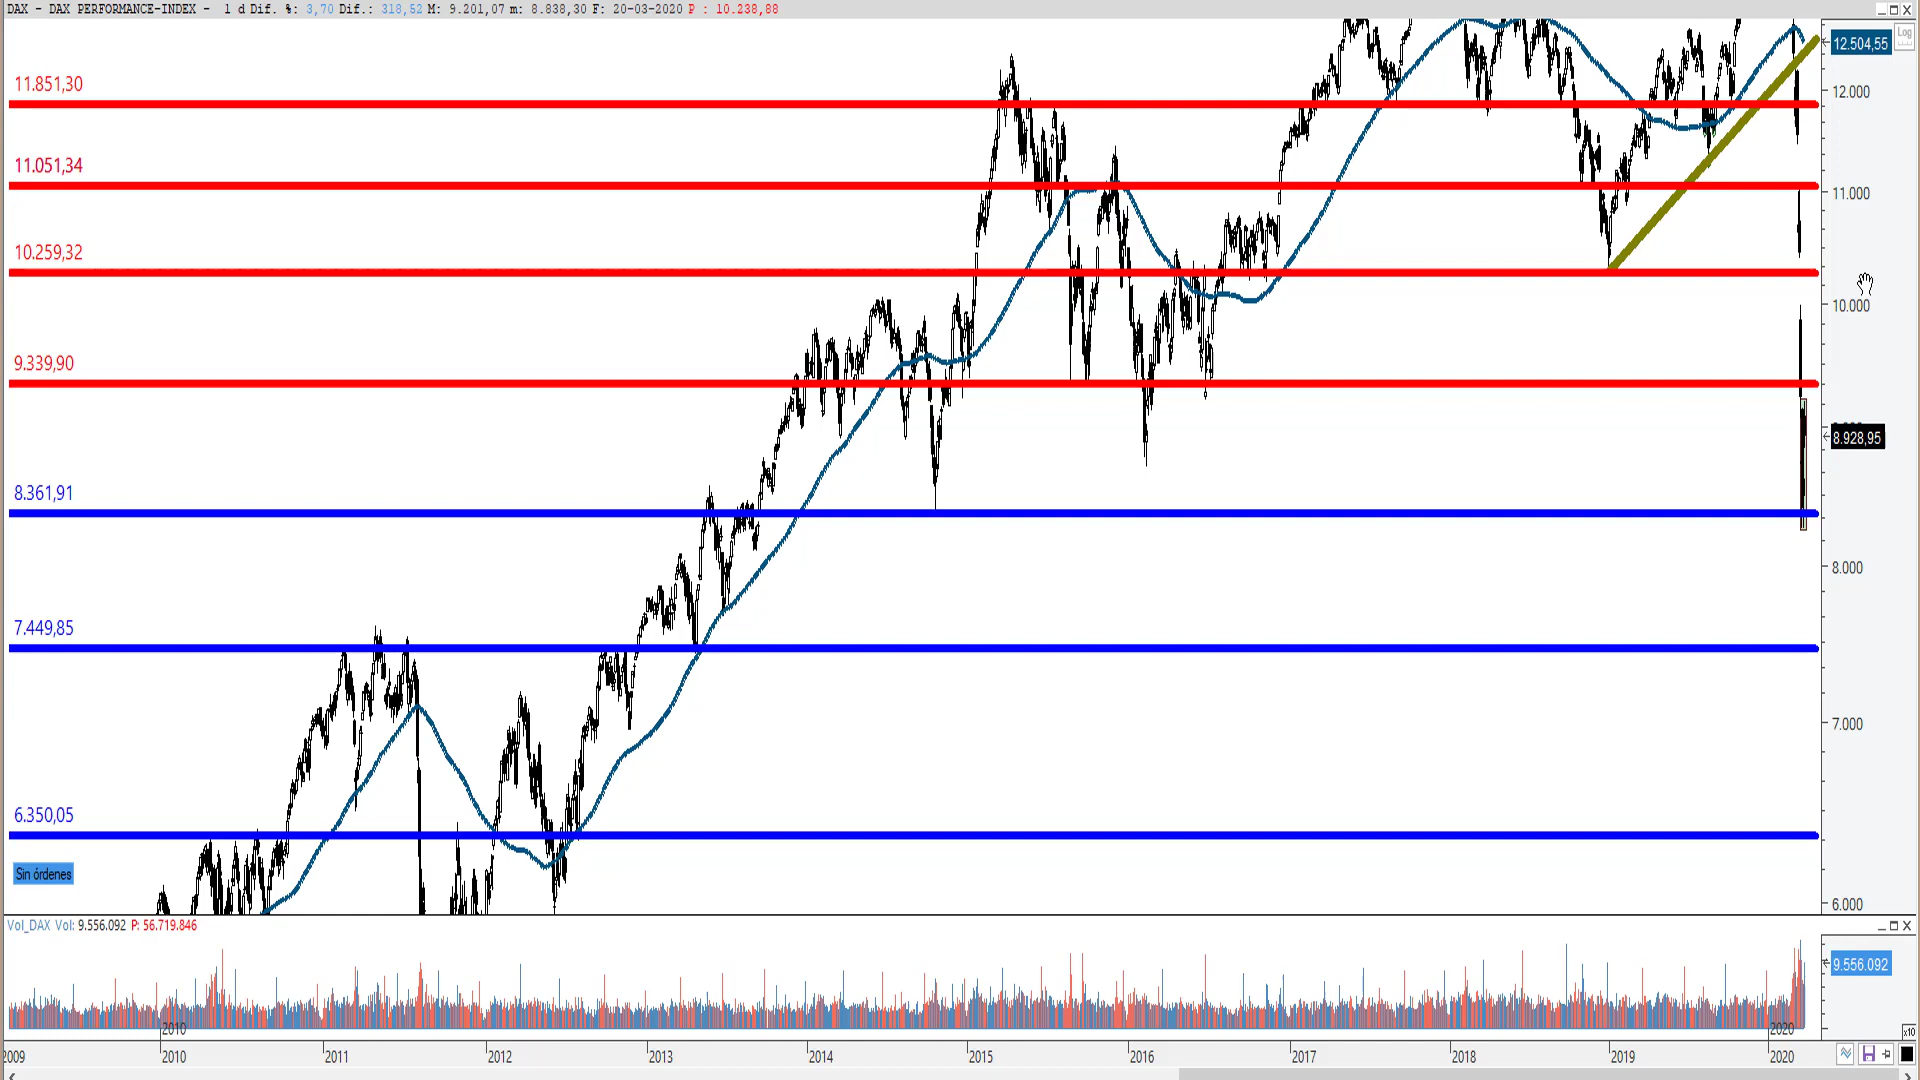 DAX - DAX PERFORMANCE-INDEX - 1 d Dif. %: 3,70 Dif.: 318,52 M: 9.201,07 m: 8.838,30 F: 20-03-2020 P : 10.238,88
Log
12.504,55
11.851,30
12.000
11.051,34
11.000
10.259,32
10.000
9.339,90
8.928,95
8.361,91
8.000
7.449,85
7.000
6.350,05
Sin órdenes
6.000
Vol_DAX Vol: 9.556.092 P: 56.719.846
9.556.092
2010 2020
x10
2009 2010 2011 2012 2013 2014 2015 2016 2017 2018 2019 2020